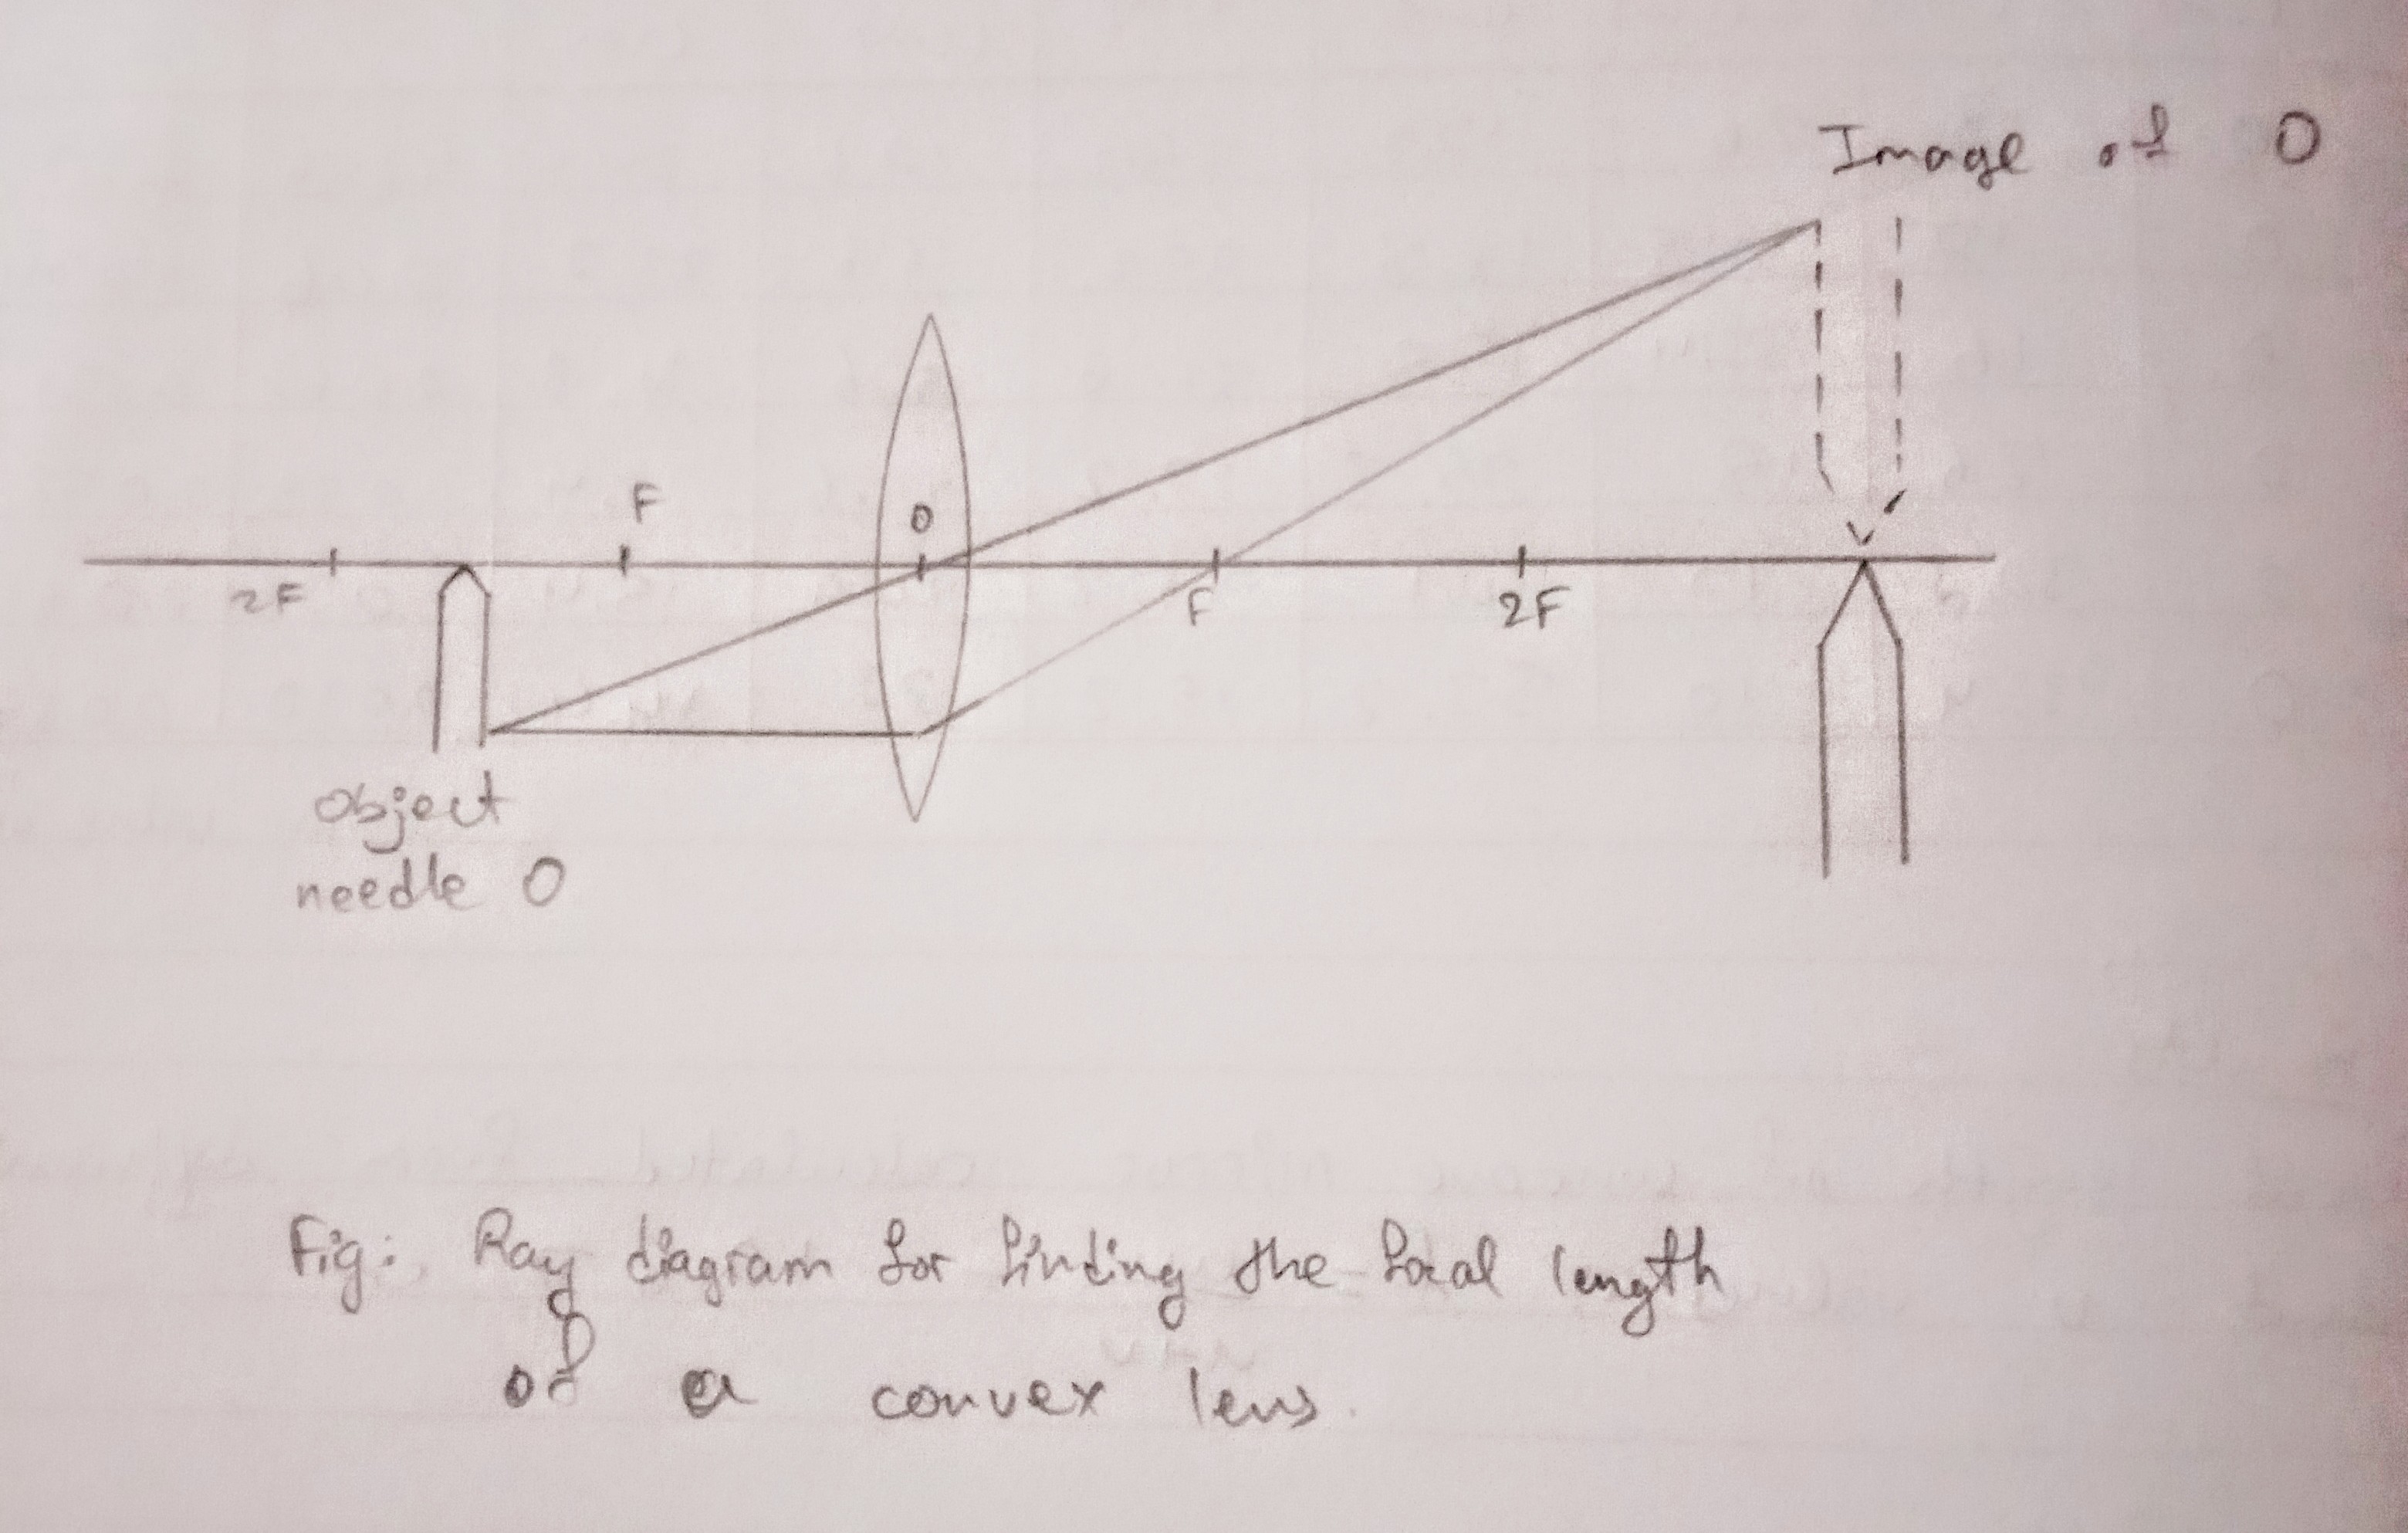 Image of O
F
O
2F
F
2F
object
needle O
Fig: Ray diagram for finding the focal length
of a convex lens.